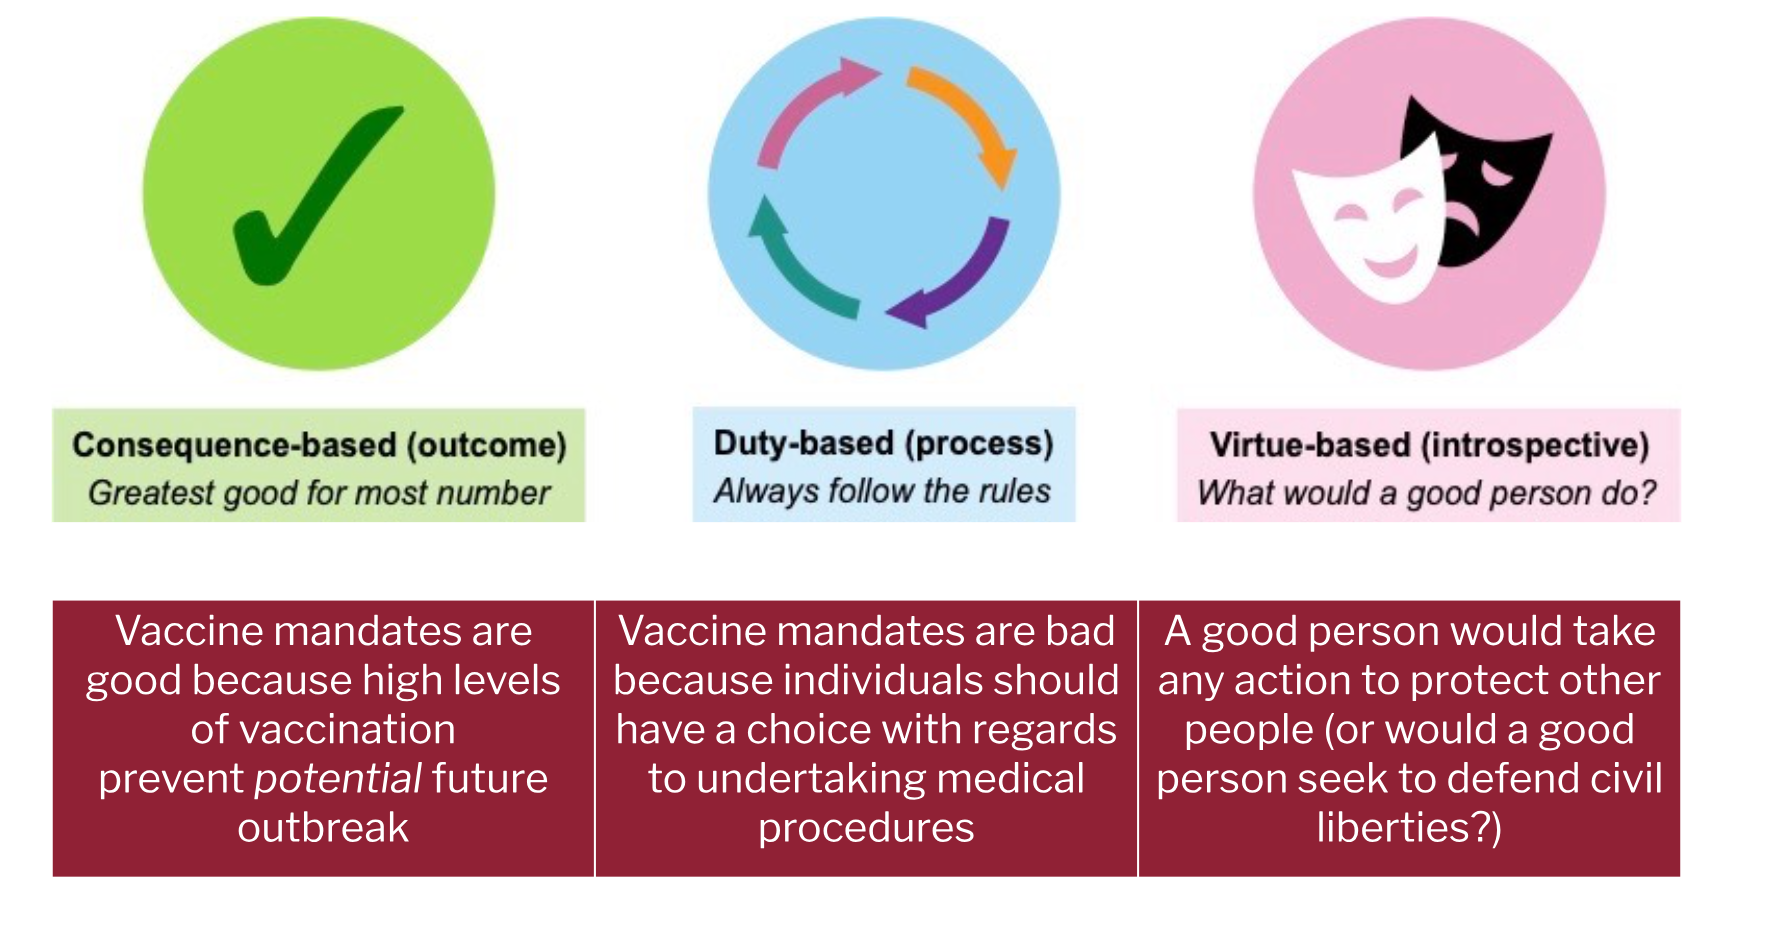 Consequence-based (outcome)
Greatest good for most number
Duty-based (process)
Always follow the rules
Virtue-based (introspective)
What would a good person do?
Vaccine mandates are
good because high levels
of vaccination
prevent potential future
outbreak
Vaccine mandates are bad
because individuals should
have a choice with regards
to undertaking medical
procedures
A good person would take
any action to protect other
people (or would a good
person seek to defend civil
liberties?)